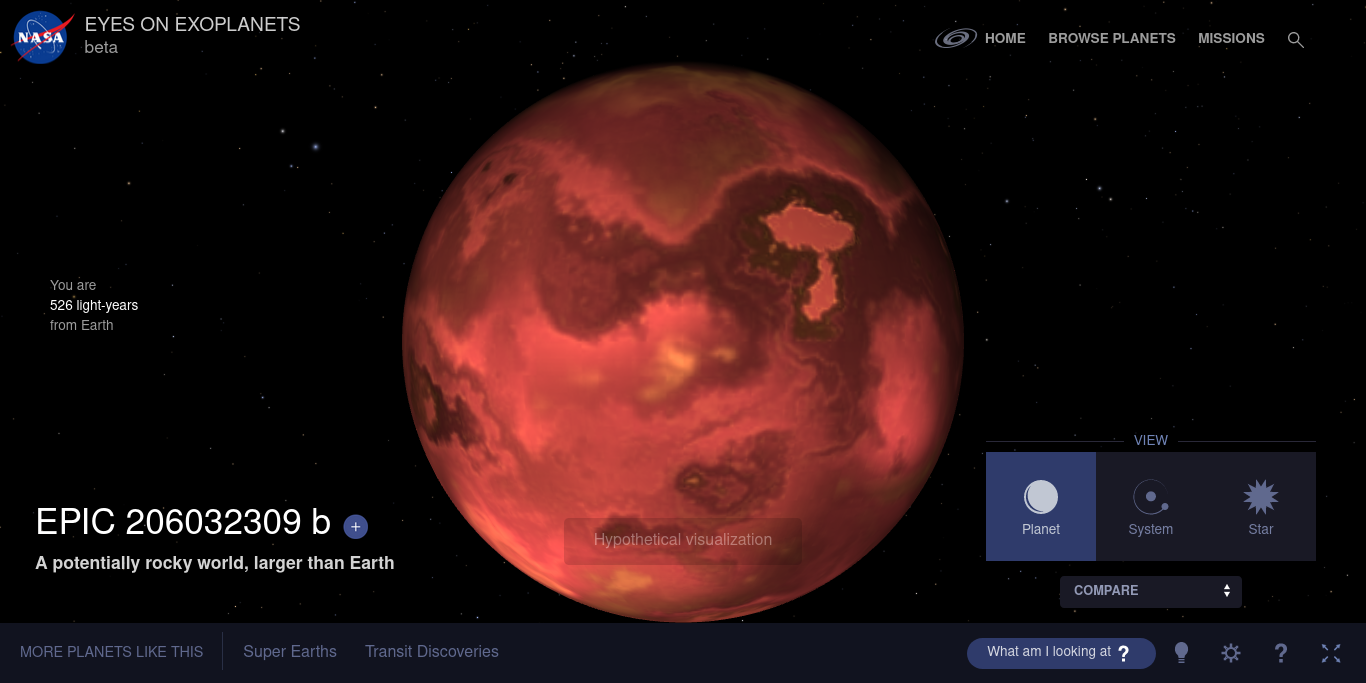 NASA
EYES ON EXOPLANETS
beta
HOME
BROWSE PLANETS
MISSIONS
You are
526 light-years
from Earth
VIEW
Planet
System
Star
EPIC 206032309 b +
A potentially rocky world, larger than Earth
Hypothetical visualization
COMPARE
MORE PLANETS LIKE THIS
Super Earths
Transit Discoveries
What am I looking at ?
?